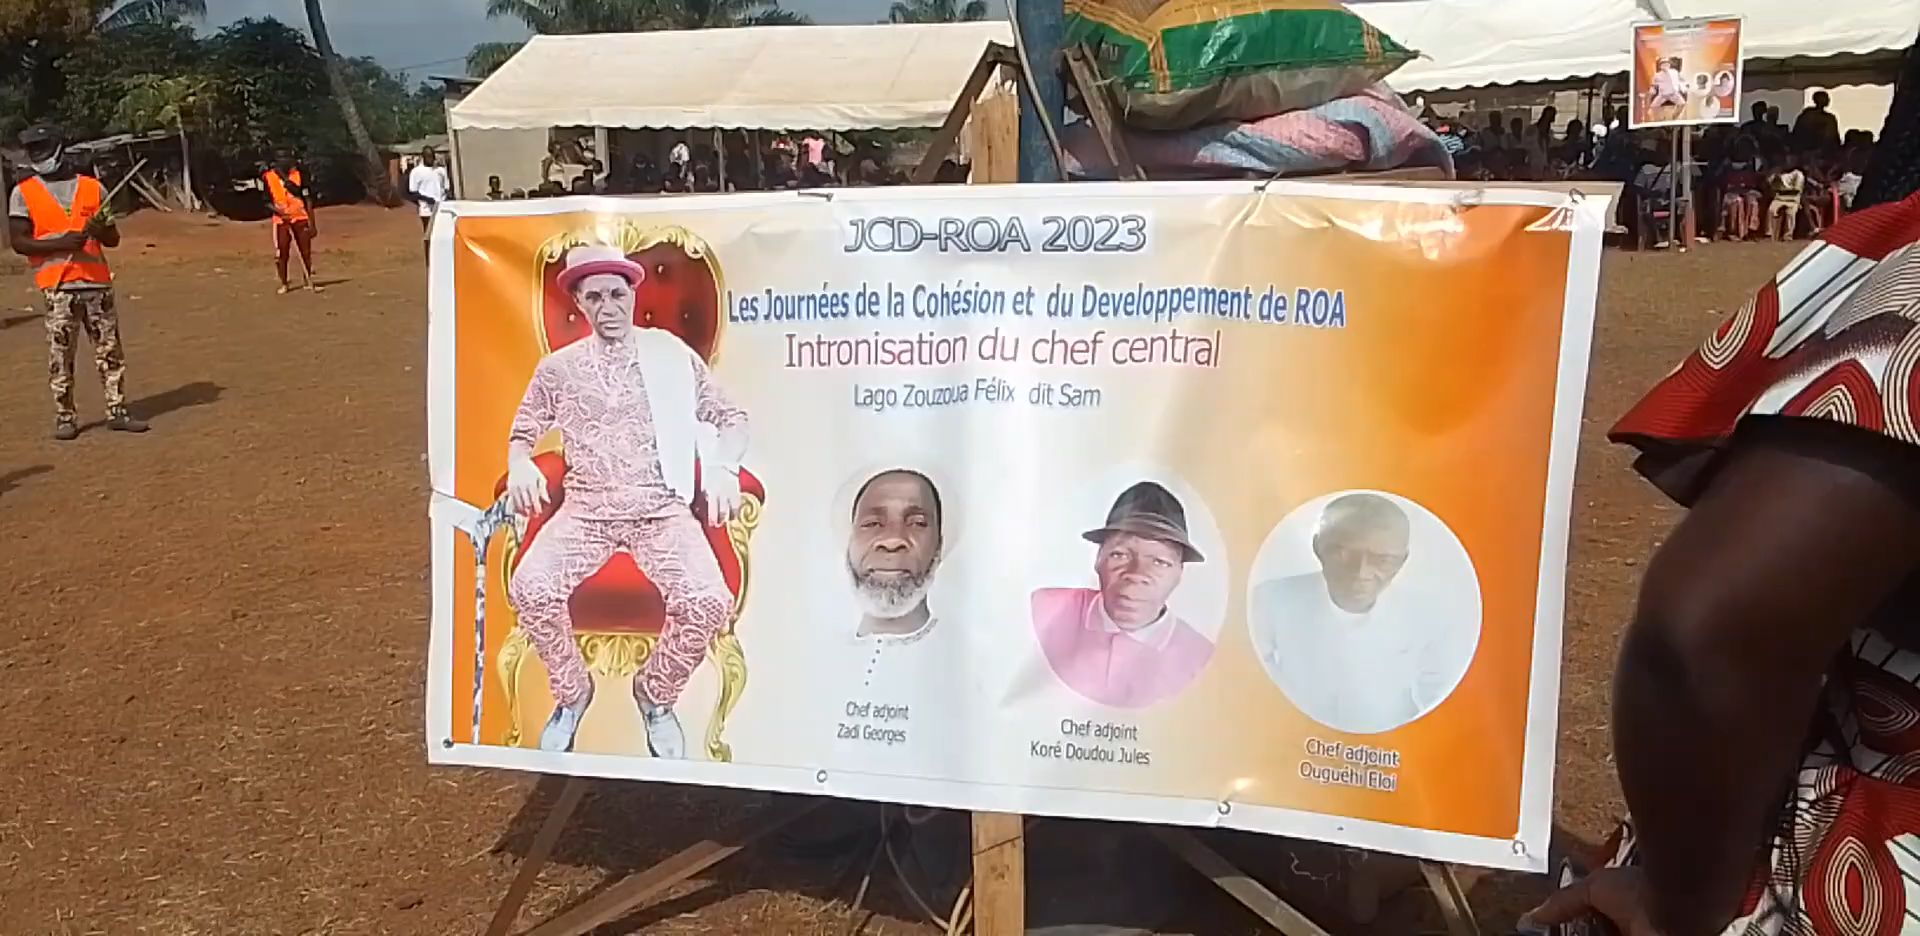 JCD-ROA 2023
Les Journées de la Cohésion et du Developpement de ROA
Intronisation du chef central
Lago Zouzoua Félix dit Sam
Chef adjoint
Zadi Georges
Chef adjoint
Koré Doudou Jules
Chef adjoint
Ouguéhi Eloi